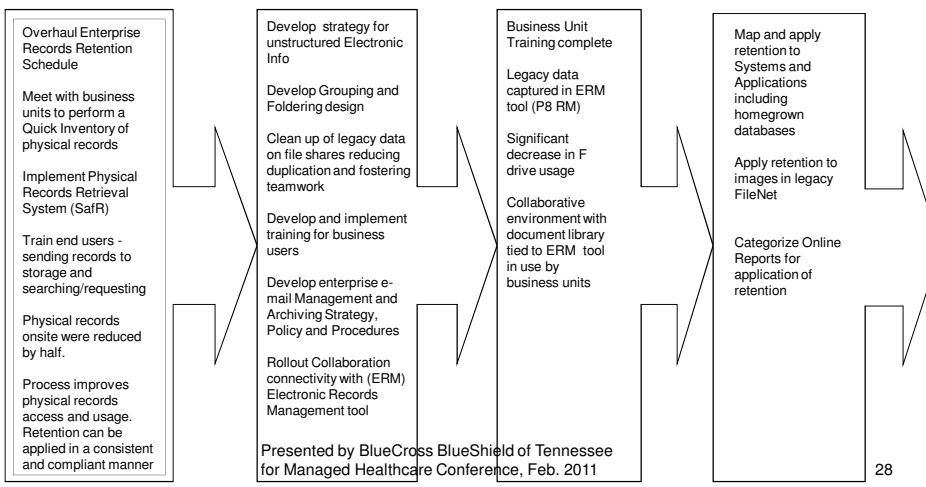 Overhaul Enterprise
Records Retention
Schedule
Meet with business
units to perform a
Quick Inventory of
physical records
Implement Physical
Records Retrieval
System (SafR)
Train end users -
sending records to
storage and
searching/requesting
Physical records
onsite were reduced
by half.
Process improves
physical records
access and usage.
Retention can be
applied in a consistent
and compliant manner
Develop strategy for
unstructured Electronic
Info
Develop Grouping and
Foldering design
Clean up of legacy data
on file shares reducing
duplication and fostering
teamwork
Develop and implement
training for business
users
Develop enterprise e-
mail Management and
Archiving Strategy,
Policy and Procedures
Rollout Collaboration
connectivity with (ERM)
Electronic Records
Management tool
Business Unit
Training complete
Legacy data
captured in ERM
tool (P8 RM)
Significant
decrease in F
drive usage
Collaborative
environment with
document library
tied to ERM tool
in use by
business units
Map and apply
retention to
Systems and
Applications
including
homegrown
databases
Apply retention to
images in legacy
FileNet
Categorize Online
Reports for
application of
retention
Presented by BlueCross BlueShield of Tennessee
for Managed Healthcare Conference, Feb. 2011
28